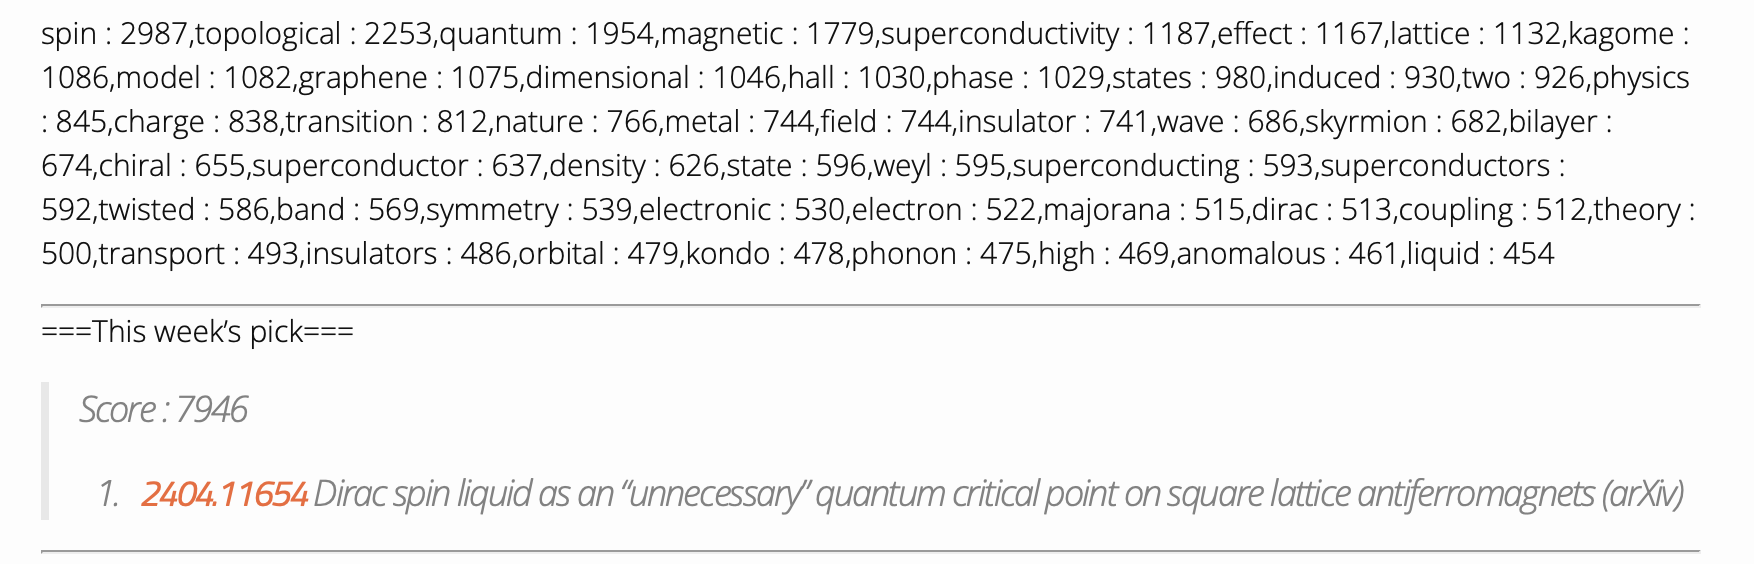 spin : 2987,topological : 2253,quantum : 1954,magnetic : 1779,superconductivity : 1187,effect : 1167,lattice : 1132,kagome :
1086,model : 1082,graphene : 1075,dimensional : 1046,hall : 1030,phase : 1029,states : 980,induced : 930,two : 926,physics
: 845,charge : 838,transition : 812,nature : 766,metal : 744,field : 744,insulator : 741,wave : 686,skyrmion : 682,bilayer :
674,chiral : 655,superconductor : 637,density : 626,state : 596,weyl : 595,superconducting : 593,superconductors :
592,twisted : 586,band : 569,symmetry : 539,electronic : 530,electron : 522,majorana : 515,dirac : 513,coupling : 512,theory :
500,transport : 493,insulators : 486,orbital : 479,kondo : 478,phonon : 475,high : 469,anomalous : 461,liquid : 454
===This week’s pick===
Score : 7946
1. 2404.11654 Dirac spin liquid as an “unnecessary” quantum critical point on square lattice antiferromagnets (arXiv)